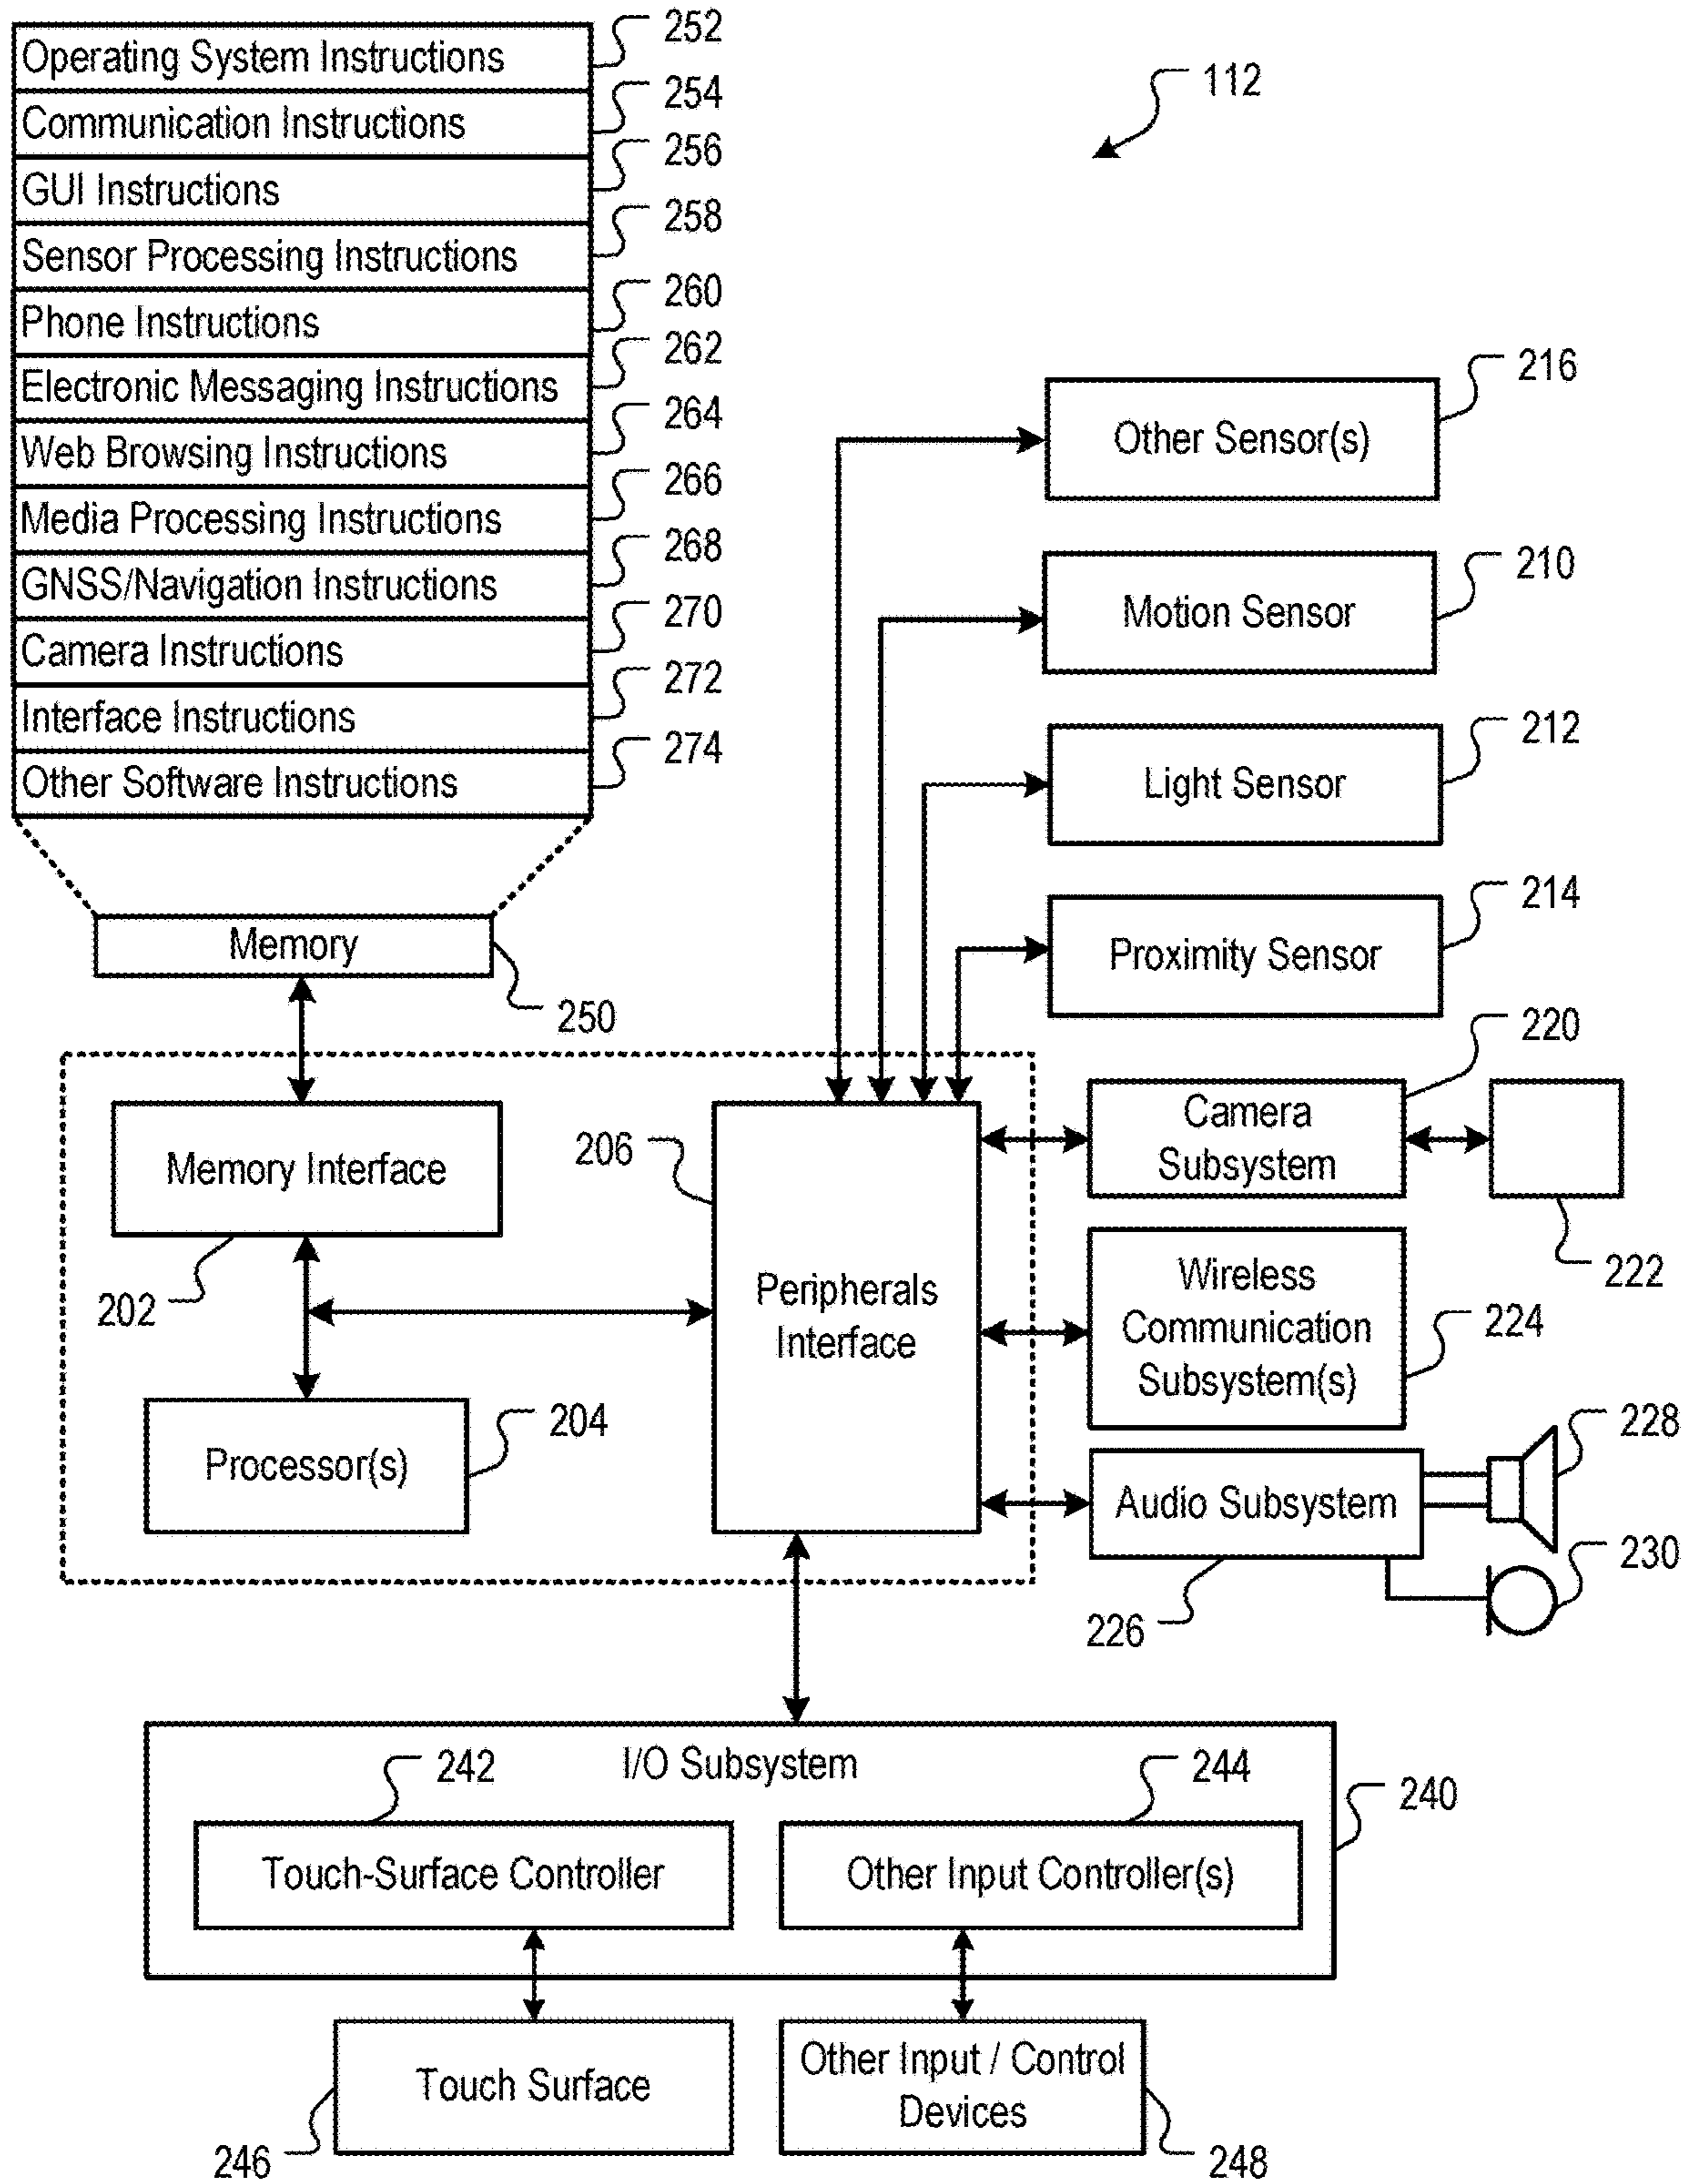 252
Operating System Instructions
254
Communication Instructions
256
GUI Instructions
258
Sensor Processing Instructions
260
Phone Instructions
262
Electronic Messaging Instructions
264
Web Browsing Instructions
266
Media Processing Instructions
268
GNSS/Navigation Instructions
270
Camera Instructions
272
Interface Instructions
274
Other Software Instructions
112
Memory
250
216
Other Sensor(s)
210
Motion Sensor
212
Light Sensor
214
Proximity Sensor
220
Camera
Subsystem
222
Memory Interface
202
206
Peripherals
Interface
Wireless
Communication
Subsystem(s)
224
Processor(s)
204
Audio Subsystem
226
228
230
I/O Subsystem
240
242
Touch-Surface Controller
244
Other Input Controller(s)
Touch Surface
246
Other Input / Control
Devices
248